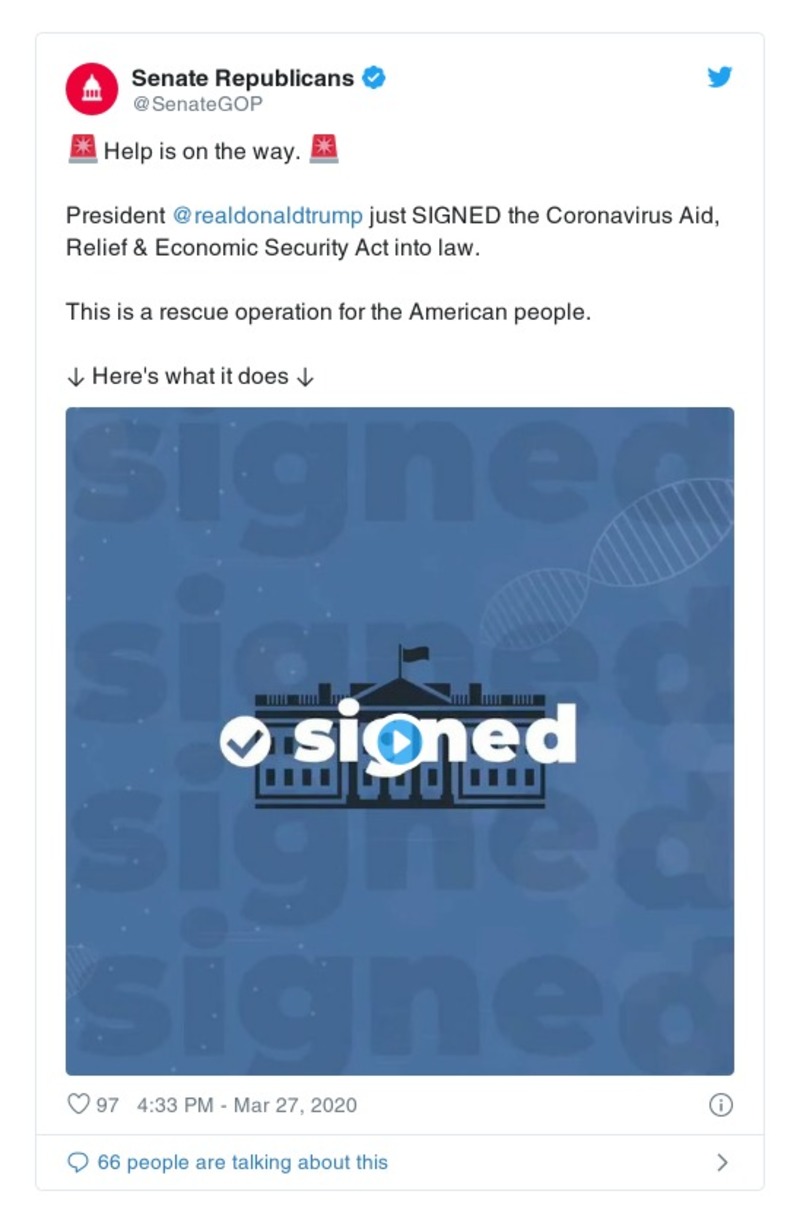 Senate Republicans
@SenateGOP
🚨 Help is on the way. 🚨
President @realdonaldtrump just SIGNED the Coronavirus Aid,
Relief & Economic Security Act into law.
This is a rescue operation for the American people.
↓ Here's what it does ↓
signed
signed
signed
signed
signed
97 4:33 PM - Mar 27, 2020
66 people are talking about this